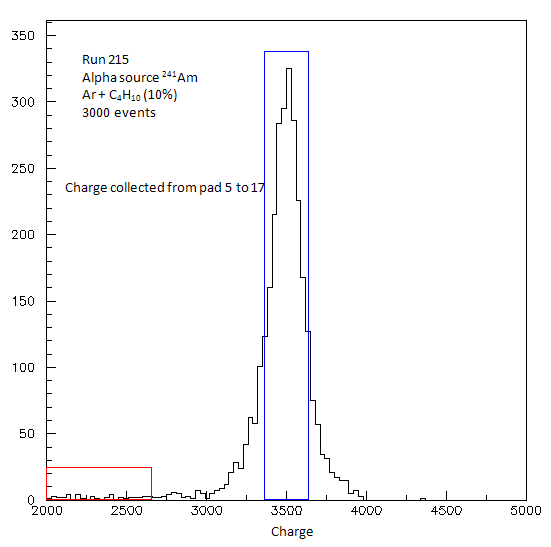 350
300
250
200
150
100
50
0
Run 215
Alpha source ²⁴¹Am
Ar + C₄H₁₀ (10%)
3000 events
Charge collected from pad 5 to 17
2000 2500 3000 3500 4000 4500 5000
Charge